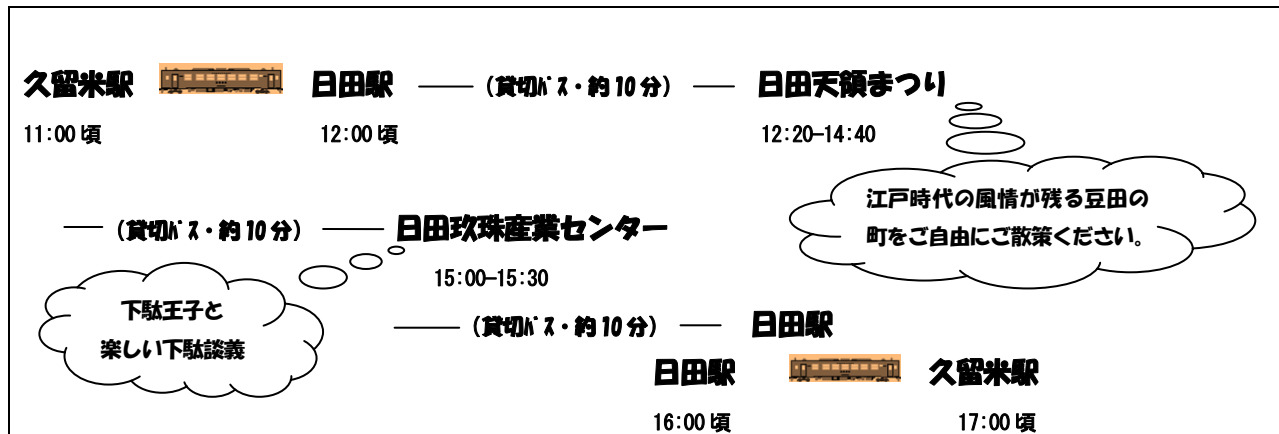 久留米駅 日田駅 ―― (貸切バス・約10分) ―― 日田天領まつり
11:00頃 12:00頃 12:20-14:40
江戸時代の風情が残る豆田の
町をご自由にご散策ください。
―― (貸切バス・約10分) ―― 日田玖珠産業センター
15:00-15:30
下駄王子と
楽しい下駄談義
―― (貸切バス・約10分) ―― 日田駅
日田駅 久留米駅
16:00頃 17:00頃